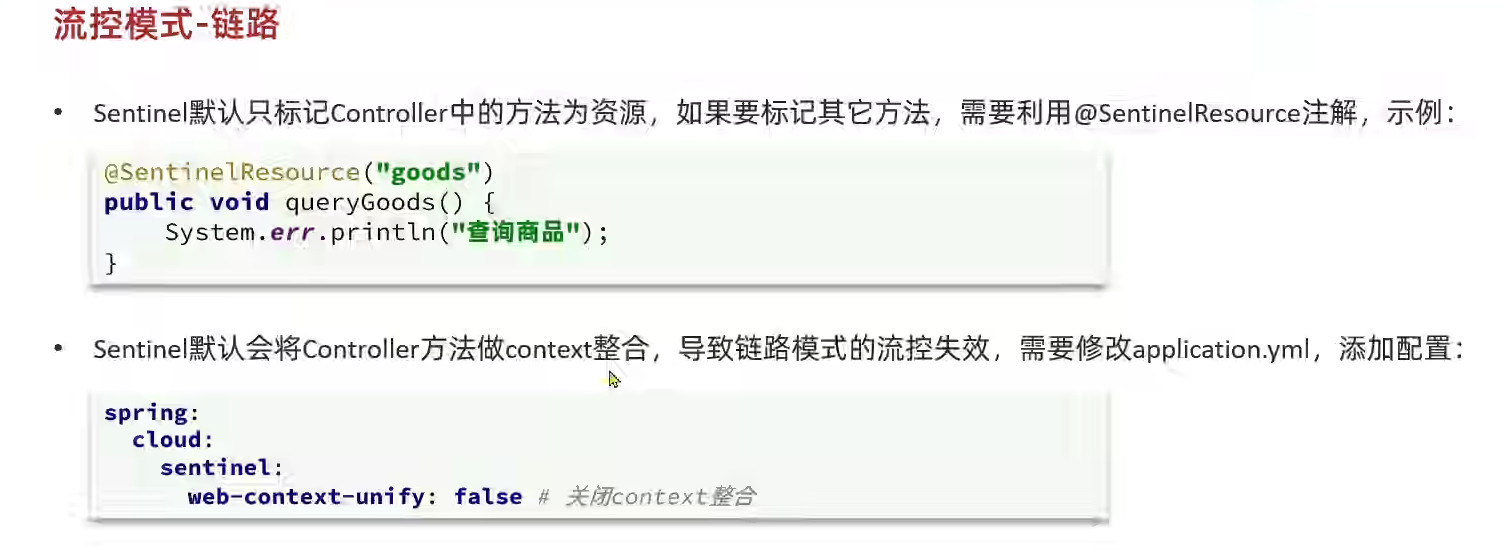 流控模式-链路
• Sentinel默认只标记Controller中的方法为资源，如果要标记其它方法，需要利用@SentinelResource注解，示例：
@SentinelResource("goods")
public void queryGoods() {
    System.err.println("查询商品");
}
• Sentinel默认会将Controller方法做context整合，导致链路模式的流控失效，需要修改application.yml，添加配置：
spring:
  cloud:
    sentinel:
      web-context-unify: false # 关闭context整合